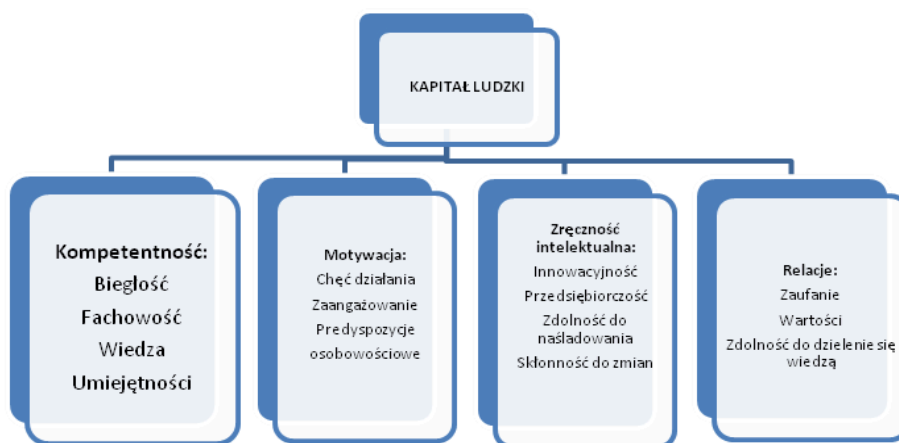 KAPITAŁ LUDZKI
Kompetentność:
Biegłość
Fachowość
Wiedza
Umiejętności
Motywacja:
Chęć działania
Zaangażowanie
Predyspozycje
osobowościowe
Zręczność
intelektualna:
Innowacyjność
Przedsiębiorczość
Zdolność do
naśladowania
Skłonność do zmian
Relacje:
Zaufanie
Wartości
Zdolność do dzielenie się
wiedzą